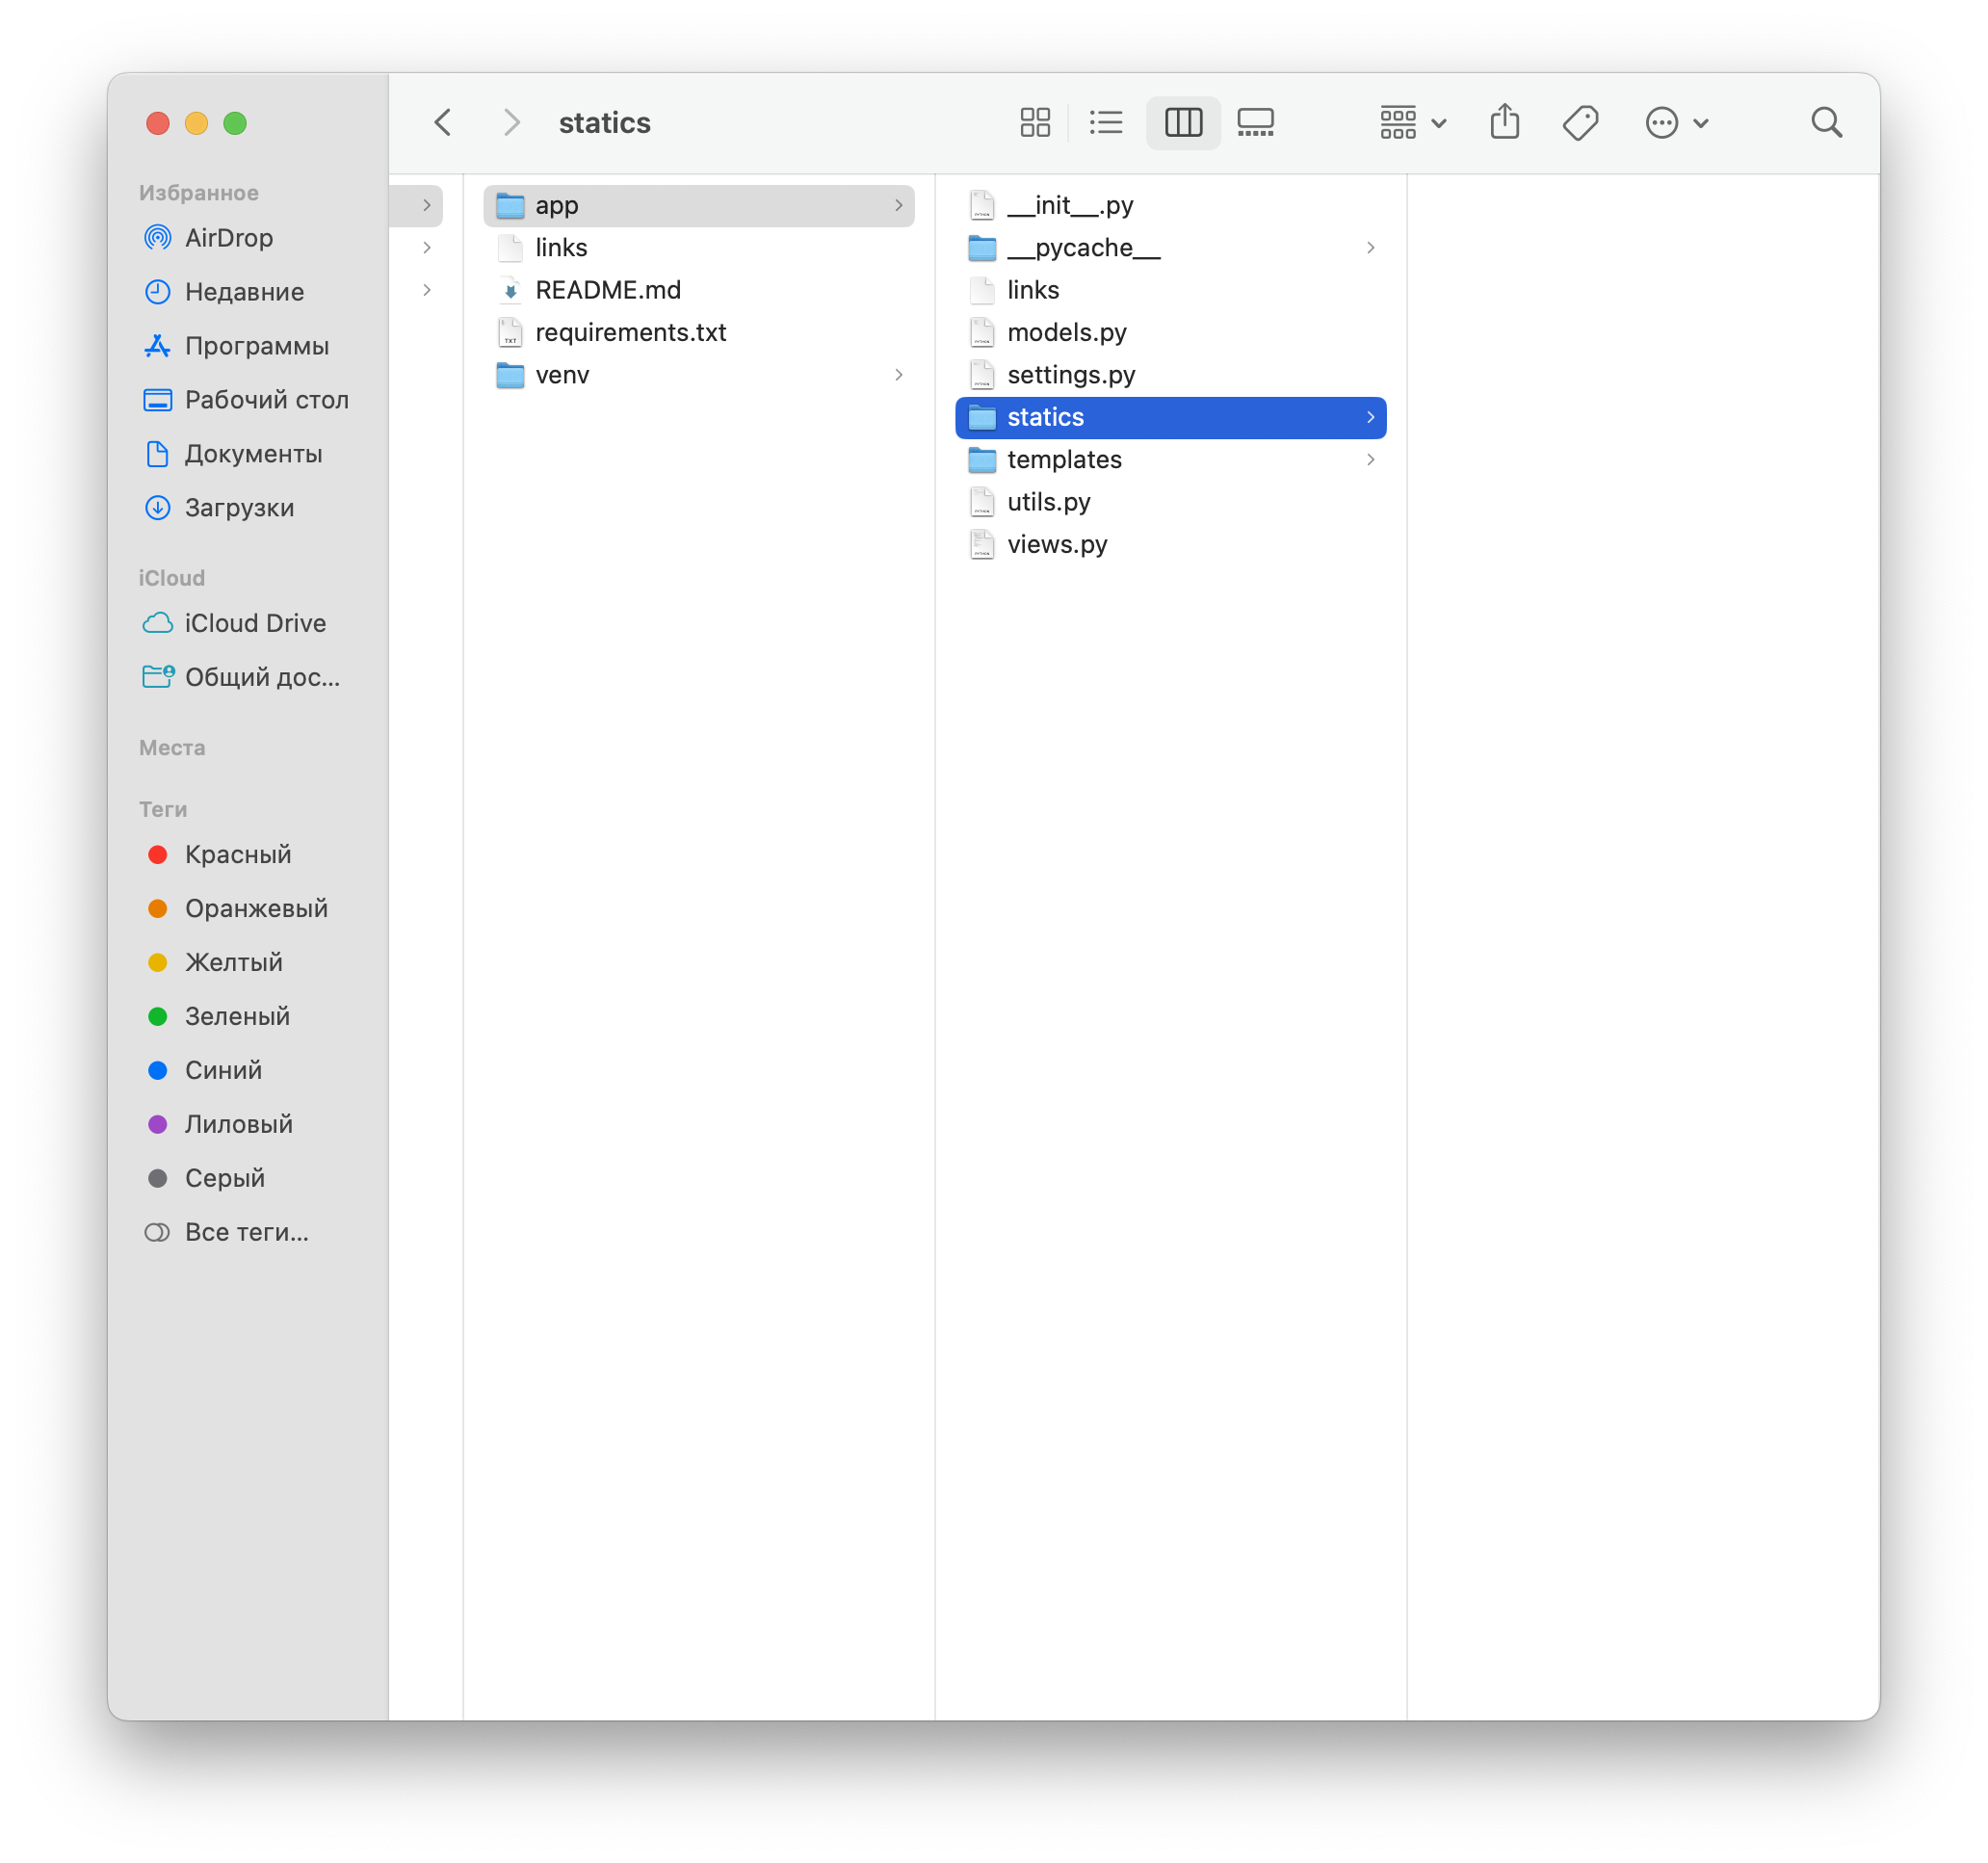 statics
Избранное
AirDrop
Недавние
Программы
Рабочий стол
Документы
Загрузки
iCloud
iCloud Drive
Общий дос...
Места
Теги
Красный
Оранжевый
Желтый
Зеленый
Синий
Лиловый
Серый
Все теги...
app
links
README.md
TXT
requirements.txt
venv
__init__.py
__pycache__
links
models.py
settings.py
statics
templates
utils.py
views.py